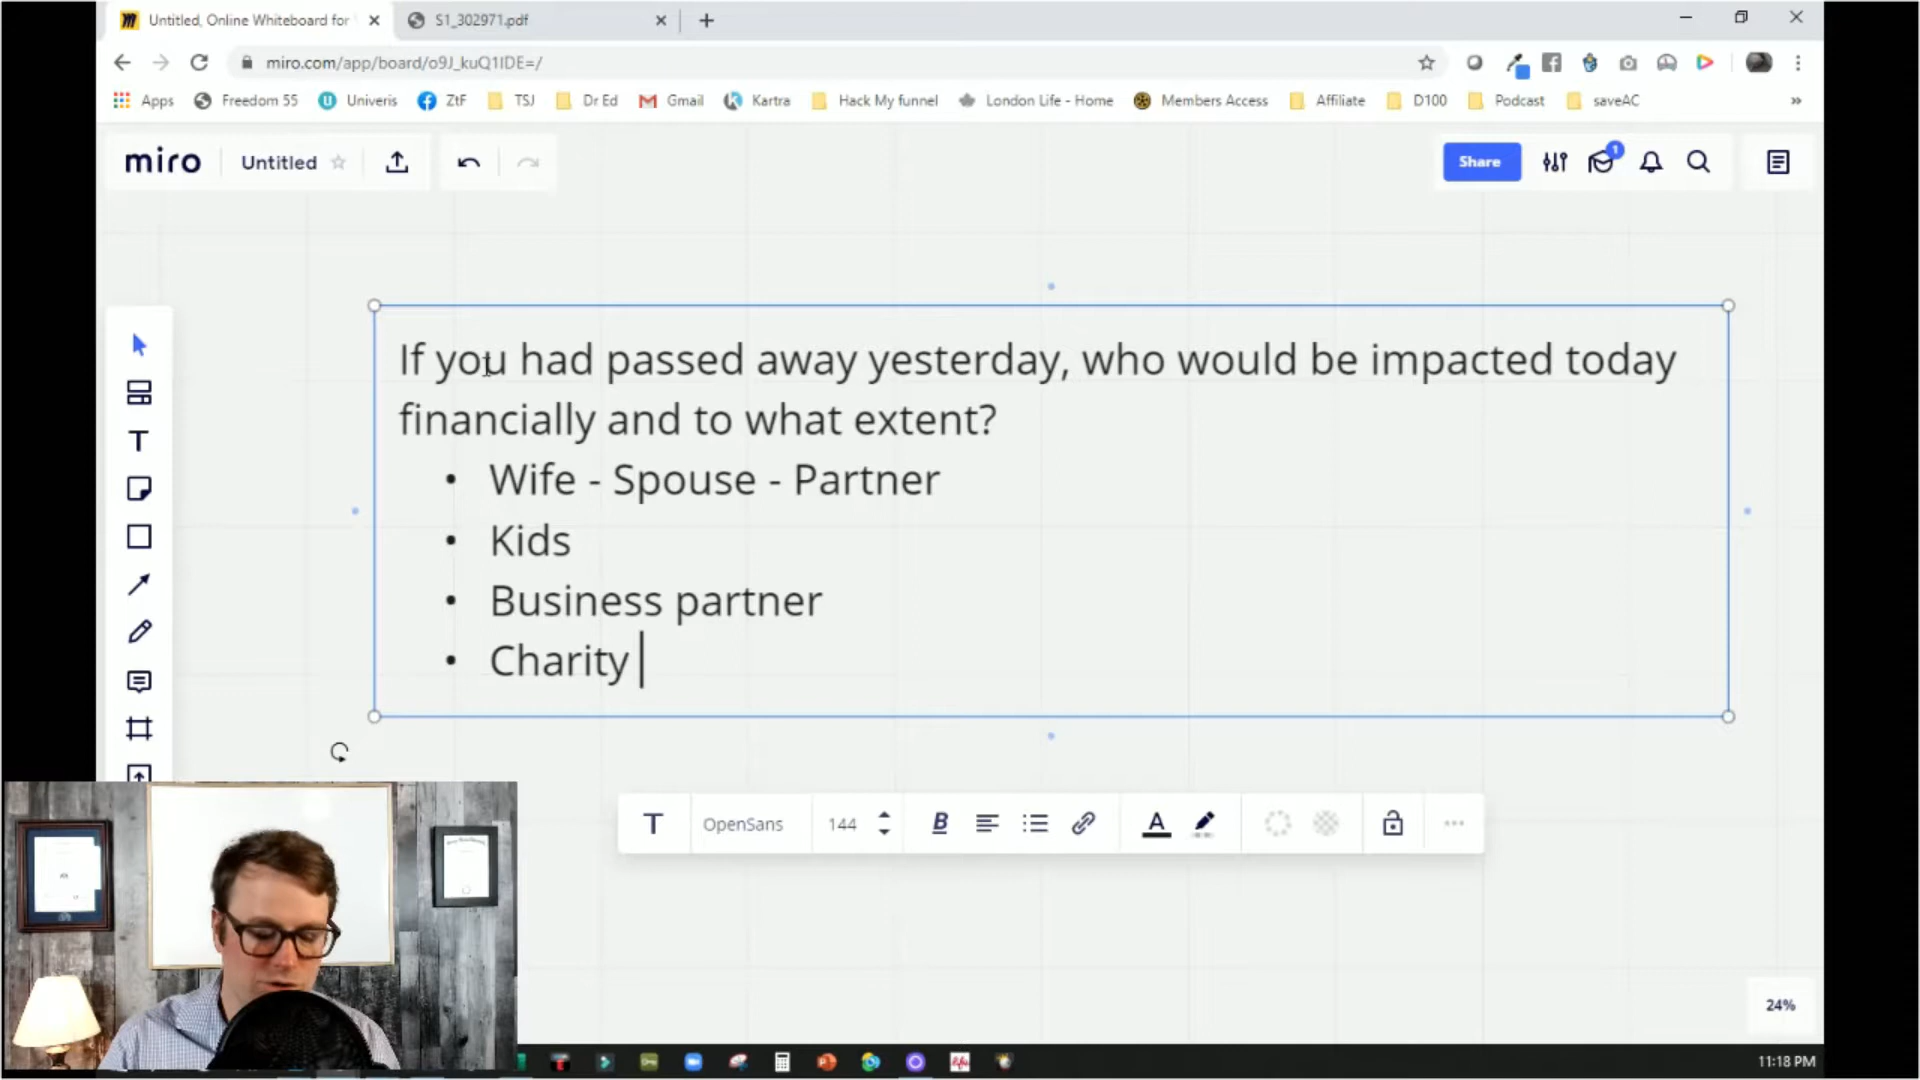 Untitled, Online Whiteboard for
S1_302971.pdf
miro.com/app/board/o9J_kuQ1IDE=/
Apps Freedom 55 Univeris ZtF TSJ Dr Ed Gmail Kartra Hack My funnel London Life - Home Members Access Affiliate D100 Podcast saveAC
miro Untitled Share 1
If you had passed away yesterday, who would be impacted today
financially and to what extent?
• Wife - Spouse - Partner
• Kids
• Business partner
• Charity
OpenSans 144 B A
24%
11:18 PM